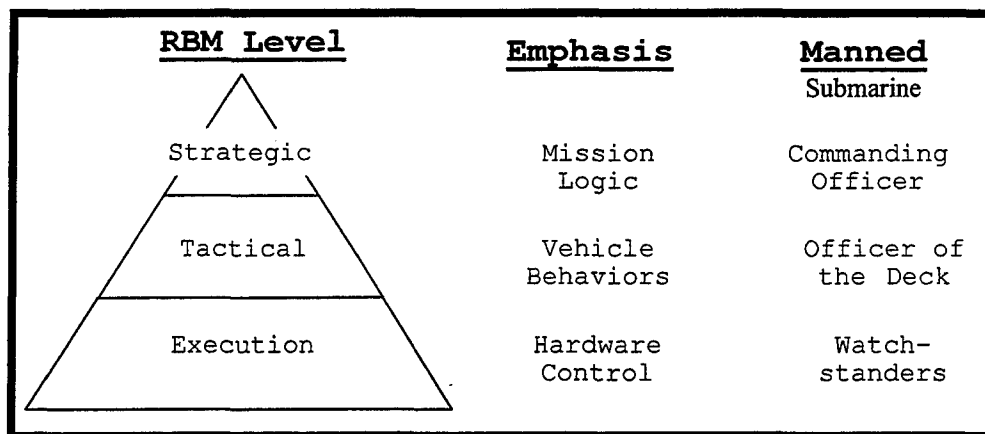 RBM Level Emphasis Manned
Submarine
Strategic Mission Commanding
Logic Officer
Tactical Vehicle Officer of
Behaviors the Deck
Execution Hardware Watch-
Control standers